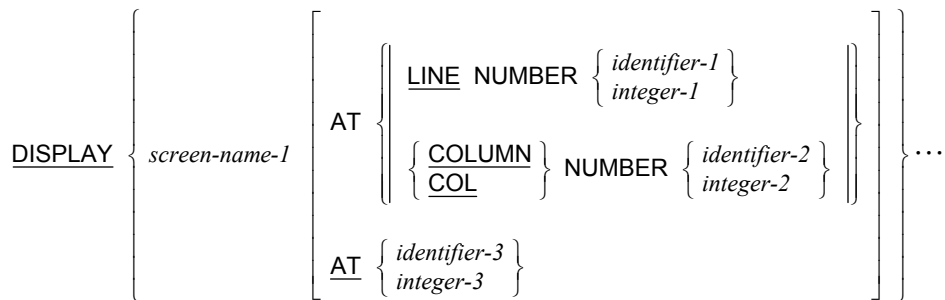 LINE NUMBER identifier-1
integer-1
AT
DISPLAY screen-name-1
COLUMN NUMBER identifier-2
COL integer-2
...
AT identifier-3
integer-3